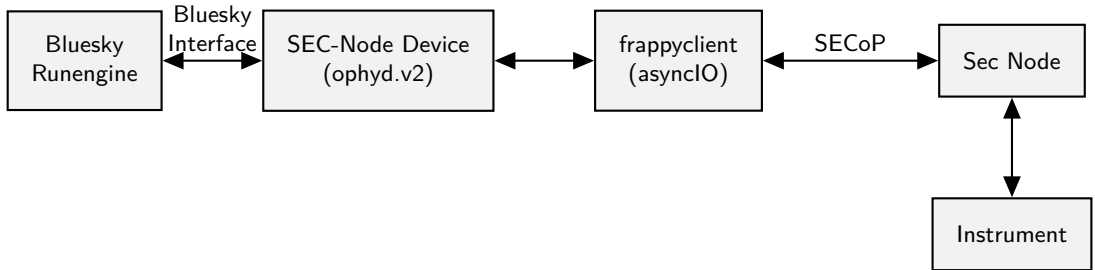 Bluesky
Runengine
Bluesky
Interface
SEC-Node Device
(ophyd.v2)
frappyclient
(asyncIO)
SECoP
Sec Node
Instrument